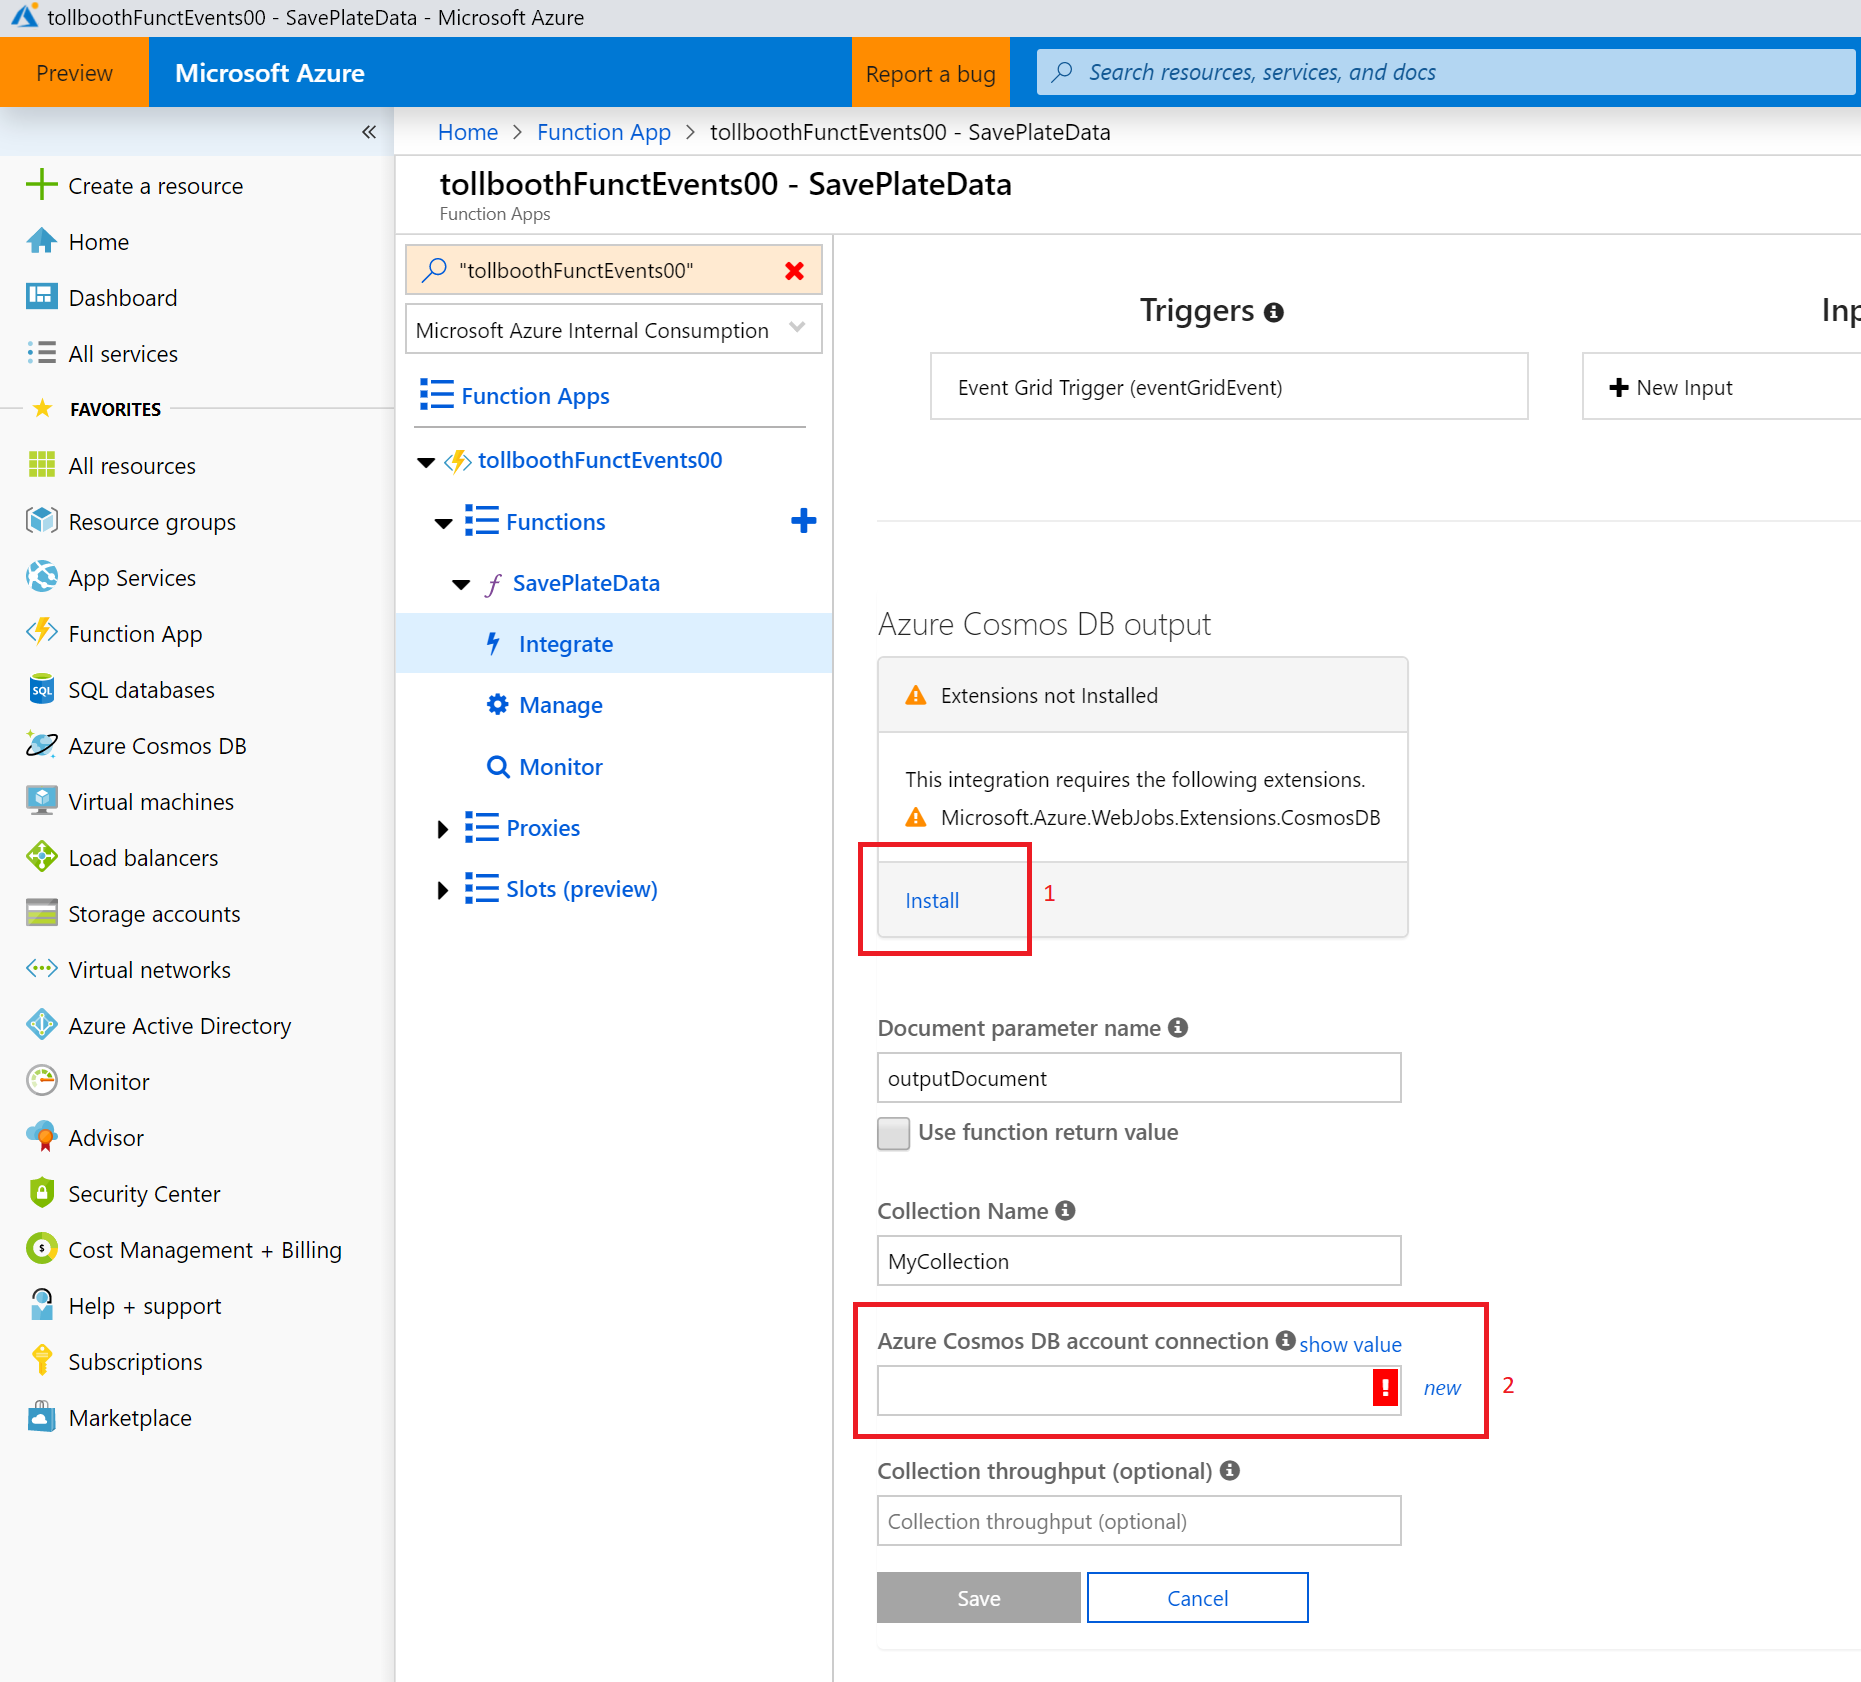 tollboothFunctEvents00 - SavePlateData - Microsoft Azure
Preview
Microsoft Azure
Report a bug
Search resources, services, and docs
«
Home > Function App > tollboothFunctEvents00 - SavePlateData
tollboothFunctEvents00 - SavePlateData
Function Apps
Create a resource
Home
Dashboard
All services
FAVORITES
All resources
Resource groups
App Services
Function App
SQL
SQL databases
Azure Cosmos DB
Virtual machines
Load balancers
Storage accounts
Virtual networks
Azure Active Directory
Monitor
Advisor
Security Center
Cost Management + Billing
Help + support
Subscriptions
Marketplace
"tollboothFunctEvents00"
Microsoft Azure Internal Consumption
Function Apps
tollboothFunctEvents00
Functions
SavePlateData
Integrate
Manage
Monitor
Proxies
Slots (preview)
Triggers
Event Grid Trigger (eventGridEvent)
Inp
New Input
Azure Cosmos DB output
Extensions not Installed
This integration requires the following extensions.
Microsoft.Azure.WebJobs.Extensions.CosmosDB
Install
1
Document parameter name
outputDocument
Use function return value
Collection Name
MyCollection
Azure Cosmos DB account connection show value
new
2
Collection throughput (optional)
Collection throughput (optional)
Save
Cancel